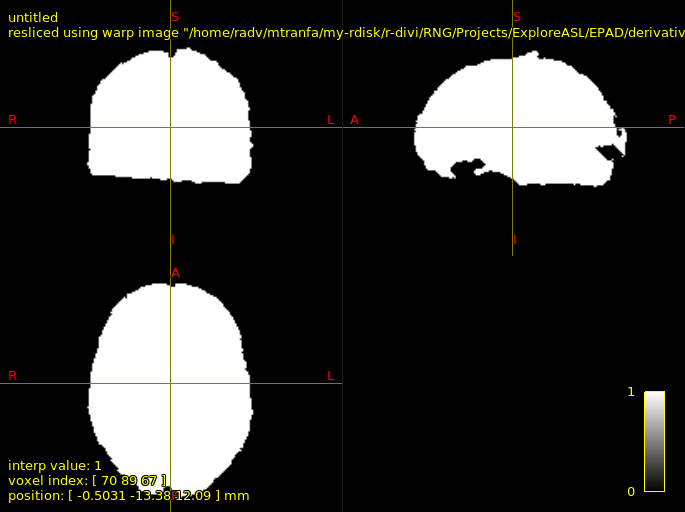 untitled
resliced using warp image "/home/radv/mtranfa/my-rdisk/r-divi/RNG/Projects/ExploreASL/EPAD/derivativ
S S
R L A P
I I
A
R L
1
interp value: 1
voxel index: [ 70 89 67 ]
0
position: [ -0.5031 -13.38 12.09 ] mm